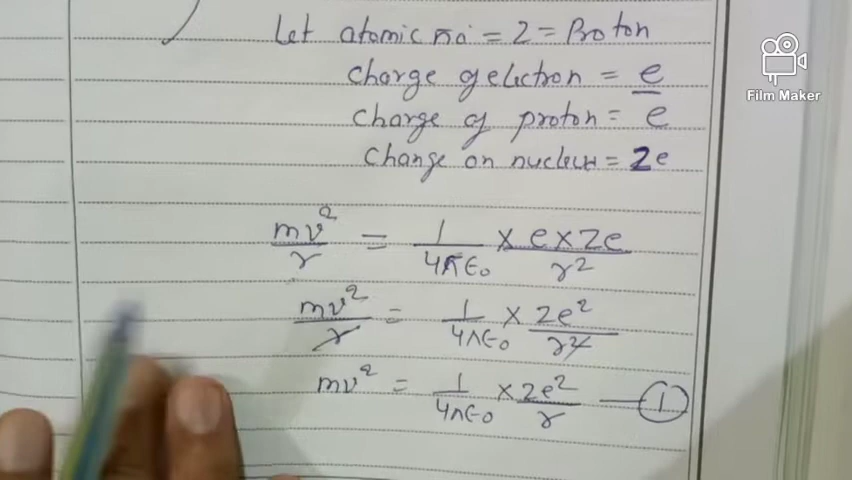 Let atomic no = Z = Proton
charge of electron = e
charge of proton = e
change on nucleus = Ze
mv²/r = 1/4πε₀ × e×Ze/r²
mv²/r = 1/4πε₀ × Ze²/r²
mv² = 1/4πε₀ × Ze²/r — ①
Film Maker